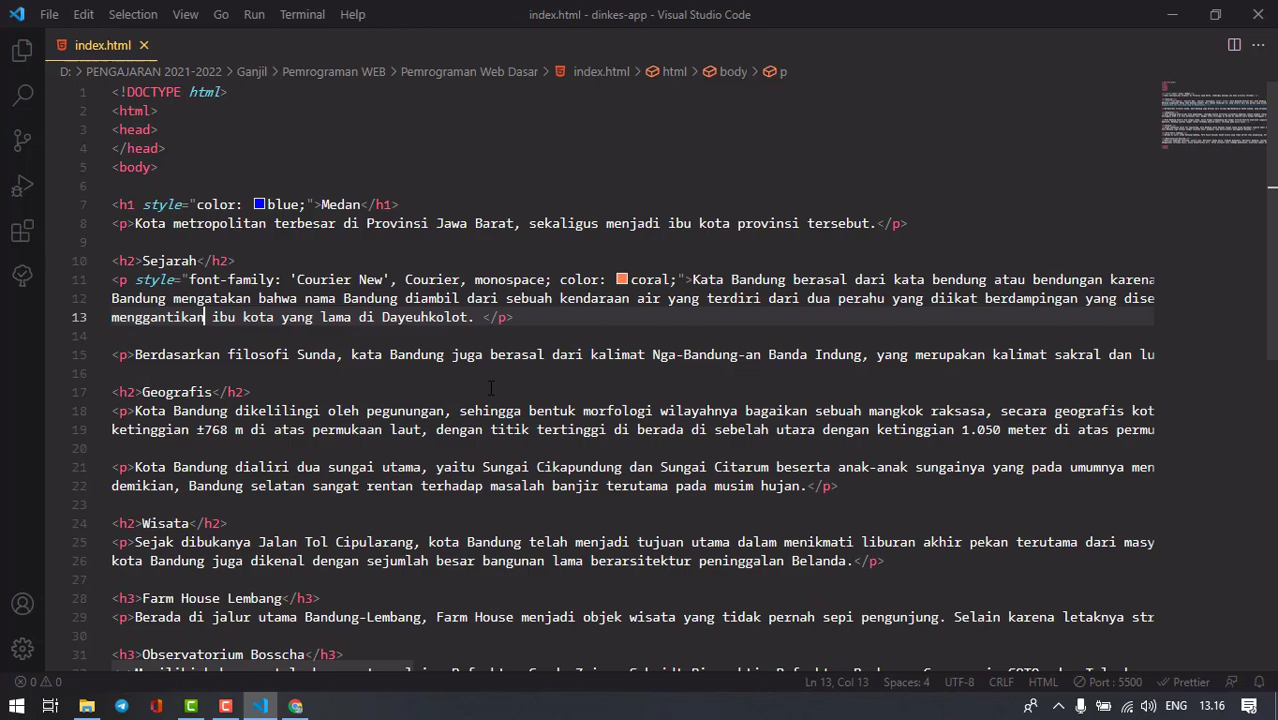 File Edit Selection View Go Run Terminal Help index.html - dinkes-app - Visual Studio Code
index.html
D: > PENGAJARAN 2021-2022 > Ganjil > Pemrograman WEB > Pemrograman Web Dasar > index.html > html > body > p
1 <!DOCTYPE html>
2 <html>
3 <head>
4 </head>
5 <body>
6
7 <h1 style="color: blue;">Medan</h1>
8 <p>Kota metropolitan terbesar di Provinsi Jawa Barat, sekaligus menjadi ibu kota provinsi tersebut.</p>
9
10 <h2>Sejarah</h2>
11 <p style="font-family: 'Courier New', Courier, monospace; color: coral;">Kata Bandung berasal dari kata bendung atau bendungan karena
12 Bandung mengatakan bahwa nama Bandung diambil dari sebuah kendaraan air yang terdiri dari dua perahu yang diikat berdampingan yang dise
13 menggantikan ibu kota yang lama di Dayeuhkolot. </p>
14
15 <p>Berdasarkan filosofi Sunda, kata Bandung juga berasal dari kalimat Nga-Bandung-an Banda Indung, yang merupakan kalimat sakral dan lu
16
17 <h2>Geografis</h2>
18 <p>Kota Bandung dikelilingi oleh pegunungan, sehingga bentuk morfologi wilayahnya bagaikan sebuah mangkok raksasa, secara geografis kot
19 ketinggian ±768 m di atas permukaan laut, dengan titik tertinggi di berada di sebelah utara dengan ketinggian 1.050 meter di atas permu
20
21 <p>Kota Bandung dialiri dua sungai utama, yaitu Sungai Cikapundung dan Sungai Citarum beserta anak-anak sungainya yang pada umumnya men
22 demikian, Bandung selatan sangat rentan terhadap masalah banjir terutama pada musim hujan.</p>
23
24 <h2>Wisata</h2>
25 <p>Sejak dibukanya Jalan Tol Cipularang, kota Bandung telah menjadi tujuan utama dalam menikmati liburan akhir pekan terutama dari masy
26 kota Bandung juga dikenal dengan sejumlah besar bangunan lama berarsitektur peninggalan Belanda.</p>
27
28 <h3>Farm House Lembang</h3>
29 <p>Berada di jalur utama Bandung-Lembang, Farm House menjadi objek wisata yang tidak pernah sepi pengunjung. Selain karena letaknya str
30
31 <h3>Observatorium Bosscha</h3>
0 0 Ln 13, Col 13 Spaces: 4 UTF-8 CRLF HTML Port : 5500 Prettier
ENG 13.16